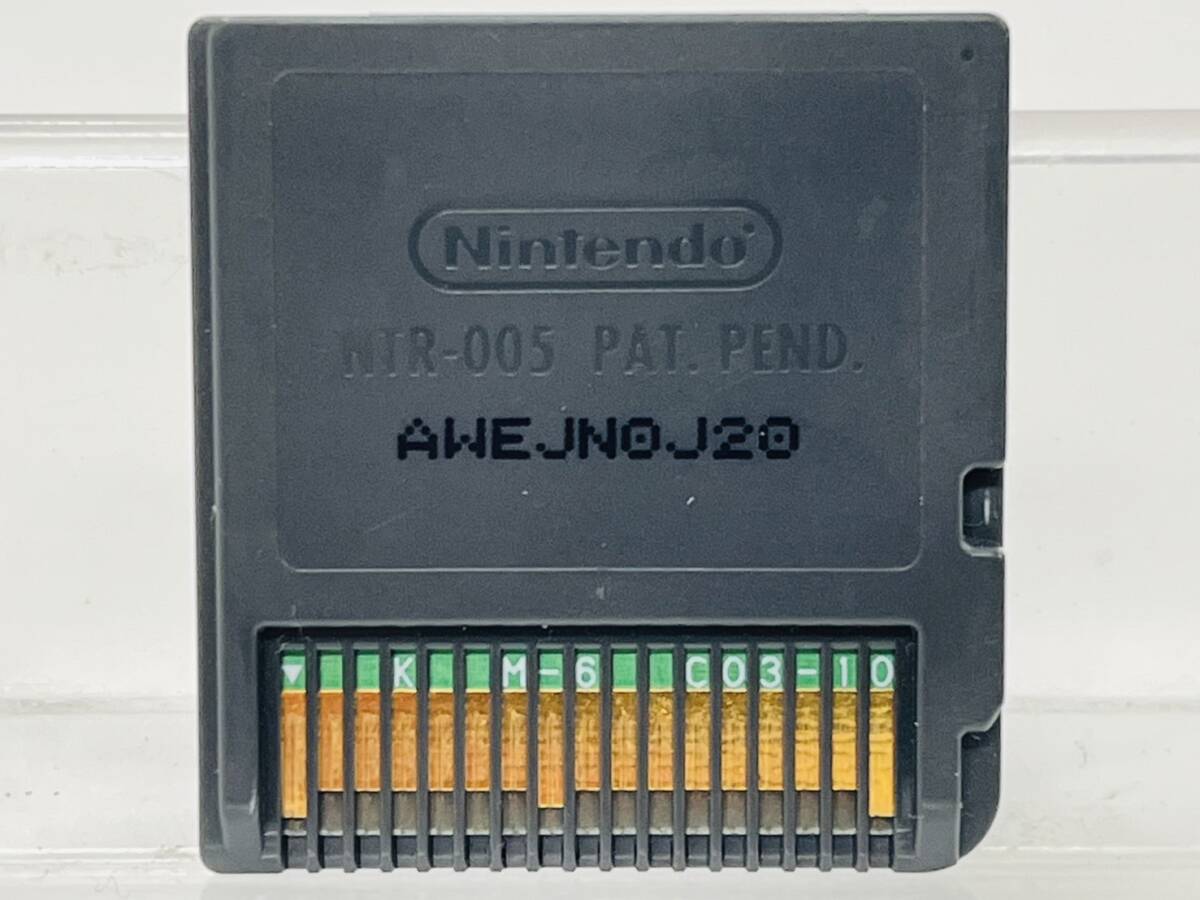 Nintendo
NTR-005 PAT. PEND.
AWEJN0J20
▼ K M-6 C03-10